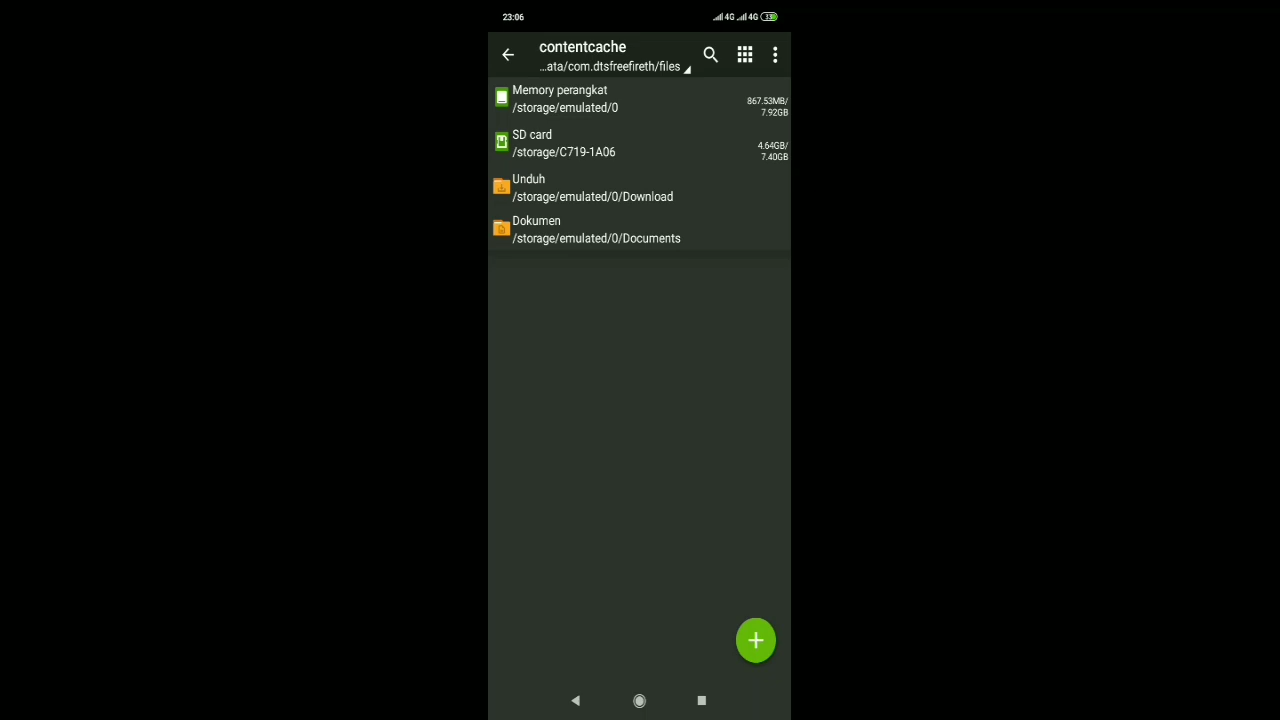 23:06
4G 4G 33
contentcache
...ata/com.dtsfreefireth/files
Memory perangkat
/storage/emulated/0
867.53MB/
7.92GB
SD card
/storage/C719-1A06
4.64GB/
7.40GB
Unduh
/storage/emulated/0/Download
Dokumen
/storage/emulated/0/Documents